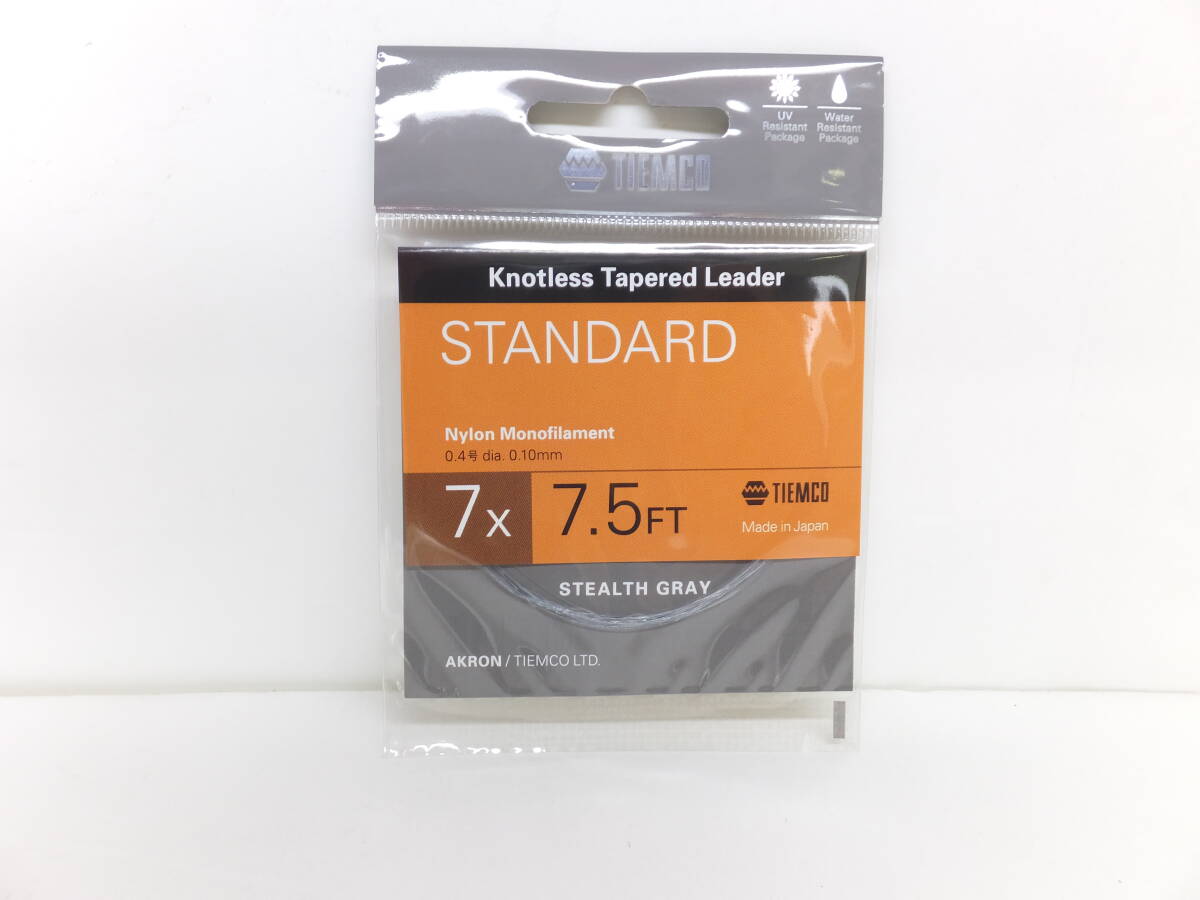 UV
Resistant
Package
Water
Resistant
Package
TIEMCO
Knotless Tapered Leader
STANDARD
Nylon Monofilament
0.4号 dia. 0.10mm
7x
7.5FT
TIEMCO
Made in Japan
STEALTH GRAY
AKRON / TIEMCO LTD.